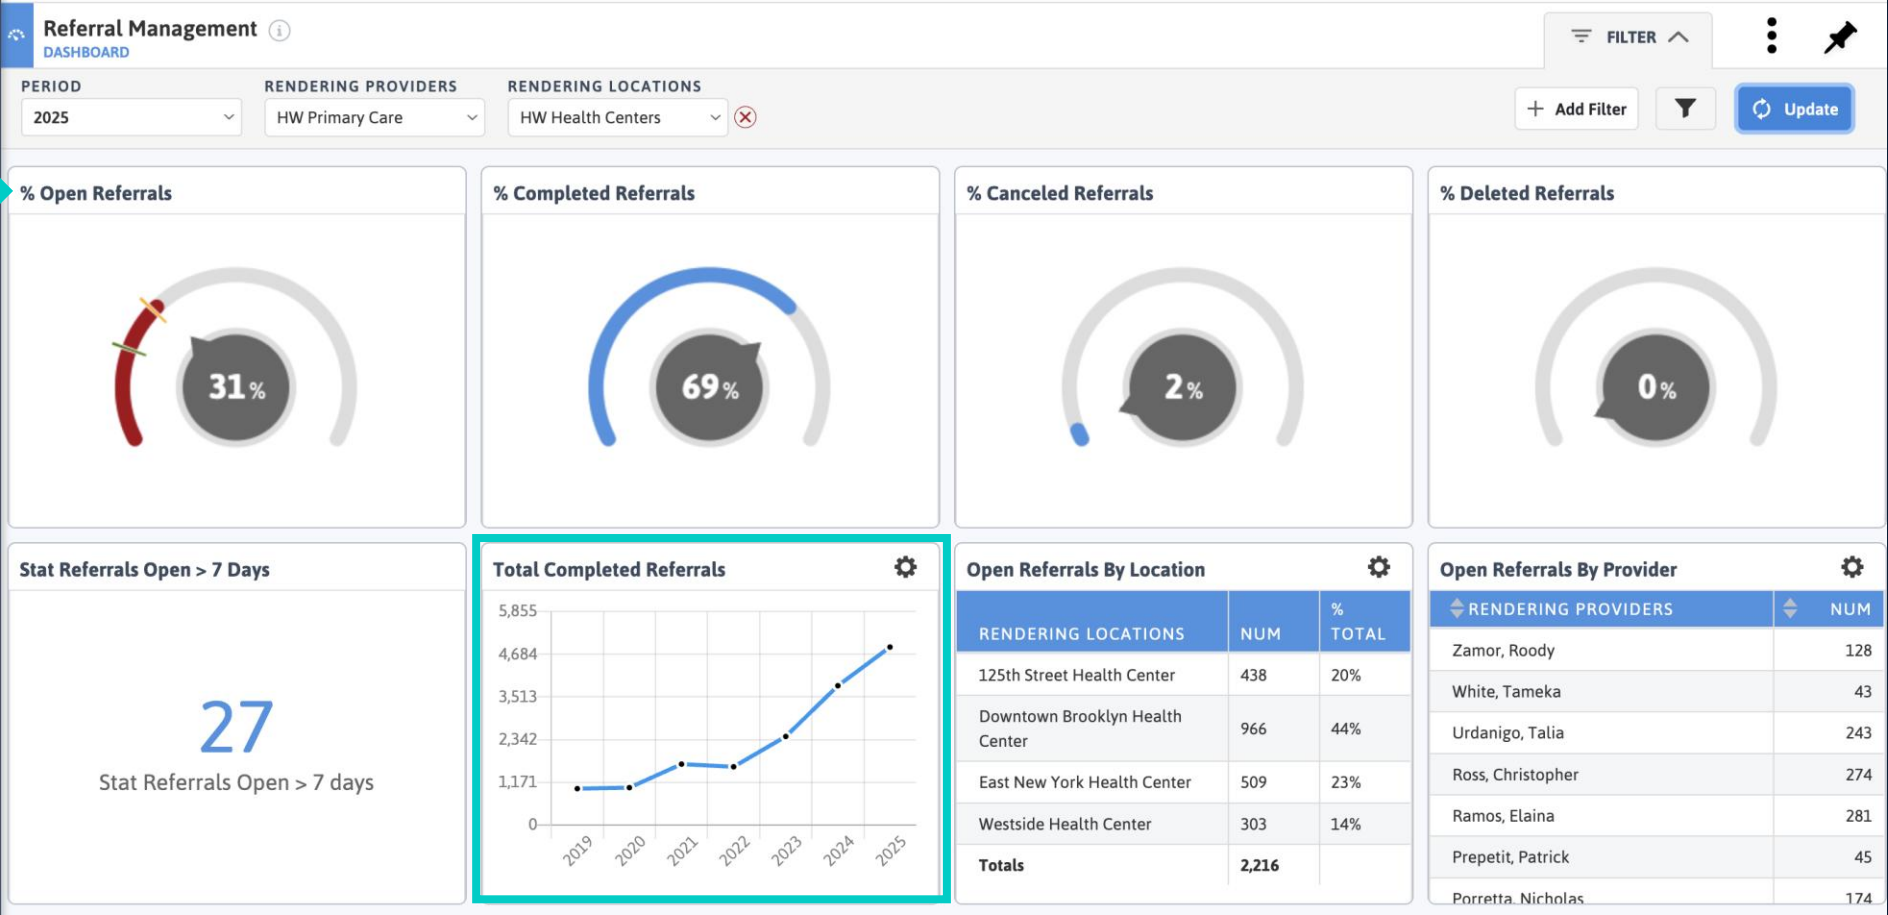 Referral Management
DASHBOARD
FILTER
PERIOD
RENDERING PROVIDERS
RENDERING LOCATIONS
2025
HW Primary Care
HW Health Centers
+ Add Filter
Update
% Open Referrals
31%
% Completed Referrals
69%
% Canceled Referrals
2%
% Deleted Referrals
0%
Stat Referrals Open > 7 Days
27
Stat Referrals Open > 7 days
Total Completed Referrals
5,855
4,684
3,513
2,342
1,171
0
2019 2020 2021 2022 2023 2024 2025
Open Referrals By Location
RENDERING LOCATIONS NUM % TOTAL
125th Street Health Center 438 20%
Downtown Brooklyn Health
Center 966 44%
East New York Health Center 509 23%
Westside Health Center 303 14%
Totals 2,216
Open Referrals By Provider
RENDERING PROVIDERS NUM
Zamor, Roody 128
White, Tameka 43
Urdanigo, Talia 243
Ross, Christopher 274
Ramos, Elaina 281
Prepetit, Patrick 45
Porretta, Nicholas 174